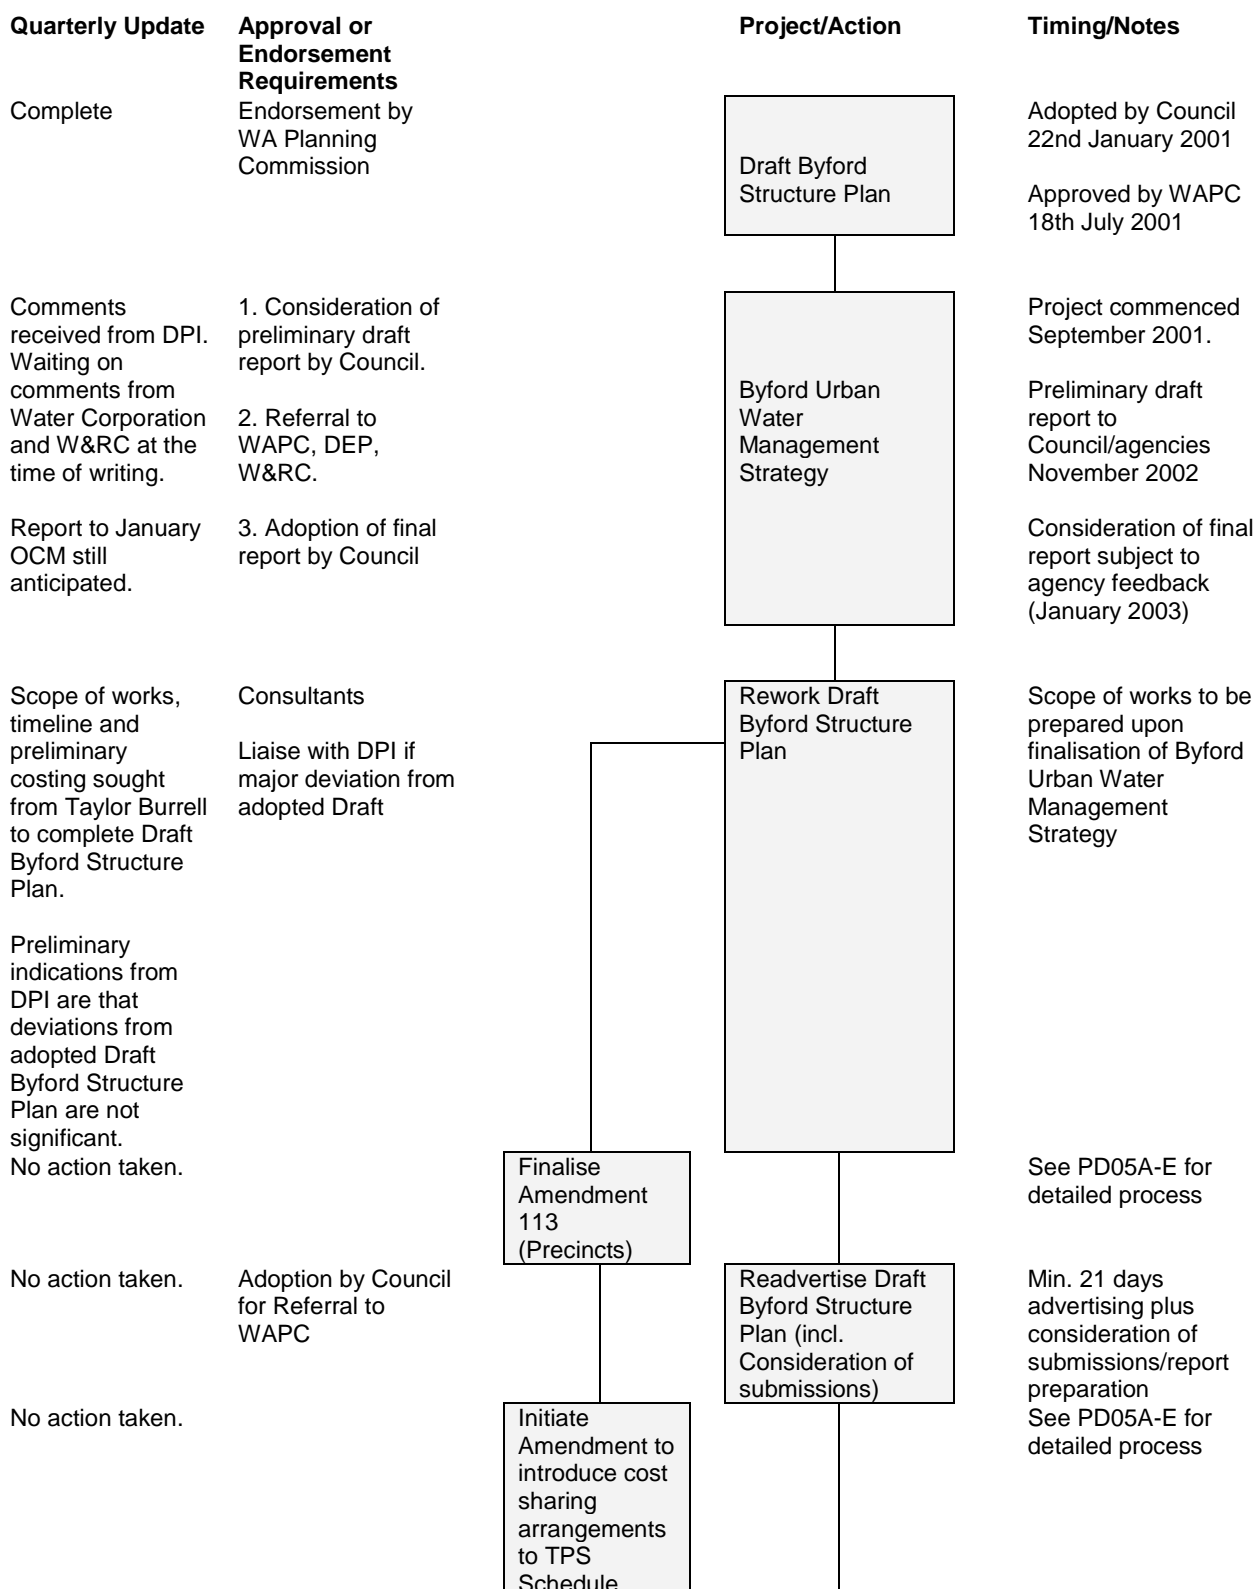 Quarterly Update
Approval or
Endorsement
Requirements
Project/Action
Timing/Notes
Complete
Endorsement by
WA Planning
Commission
Draft Byford
Structure Plan
Adopted by Council
22nd January 2001
Approved by WAPC
18th July 2001
Comments
received from DPI.
Waiting on
comments from
Water Corporation
and W&RC at the
time of writing.
Report to January
OCM still
anticipated.
1. Consideration of
preliminary draft
report by Council.
2. Referral to
WAPC, DEP,
W&RC.
3. Adoption of final
report by Council
Byford Urban
Water
Management
Strategy
Project commenced
September 2001.
Preliminary draft
report to
Council/agencies
November 2002
Consideration of final
report subject to
agency feedback
(January 2003)
Scope of works,
timeline and
preliminary
costing sought
from Taylor Burrell
to complete Draft
Byford Structure
Plan.
Preliminary
indications from
DPI are that
deviations from
adopted Draft
Byford Structure
Plan are not
significant.
Consultants
Liaise with DPI if
major deviation from
adopted Draft
Rework Draft
Byford Structure
Plan
Scope of works to be
prepared upon
finalisation of Byford
Urban Water
Management
Strategy
No action taken.
Finalise
Amendment
113
(Precincts)
See PD05A-E for
detailed process
No action taken.
Adoption by Council
for Referral to
WAPC
Readvertise Draft
Byford Structure
Plan (incl.
Consideration of
submissions)
Min. 21 days
advertising plus
consideration of
submissions/report
preparation
No action taken.
Initiate
Amendment to
introduce cost
sharing
arrangements
to TPS
Schedule
See PD05A-E for
detailed process